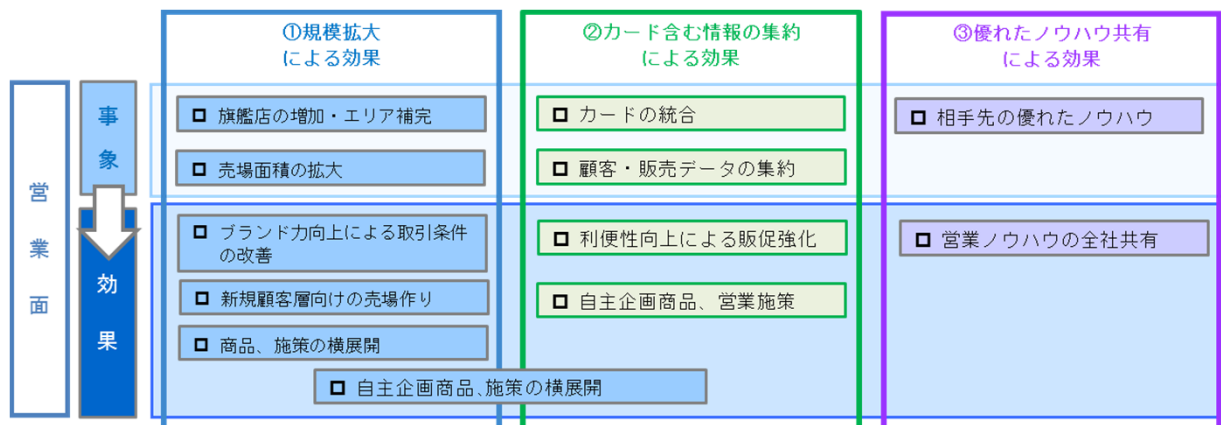 ①規模拡大
による効果
②カード含む情報の集約
による効果
③優れたノウハウ共有
による効果
営業面
事象
旗艦店の増加・エリア補完
カードの統合
相手先の優れたノウハウ
売場面積の拡大
顧客・販売データの集約
効果
ブランド力向上による取引条件
の改善
利便性向上による販促強化
営業ノウハウの全社共有
新規顧客層向けの売場作り
自主企画商品、営業施策
商品、施策の横展開
自主企画商品、施策の横展開